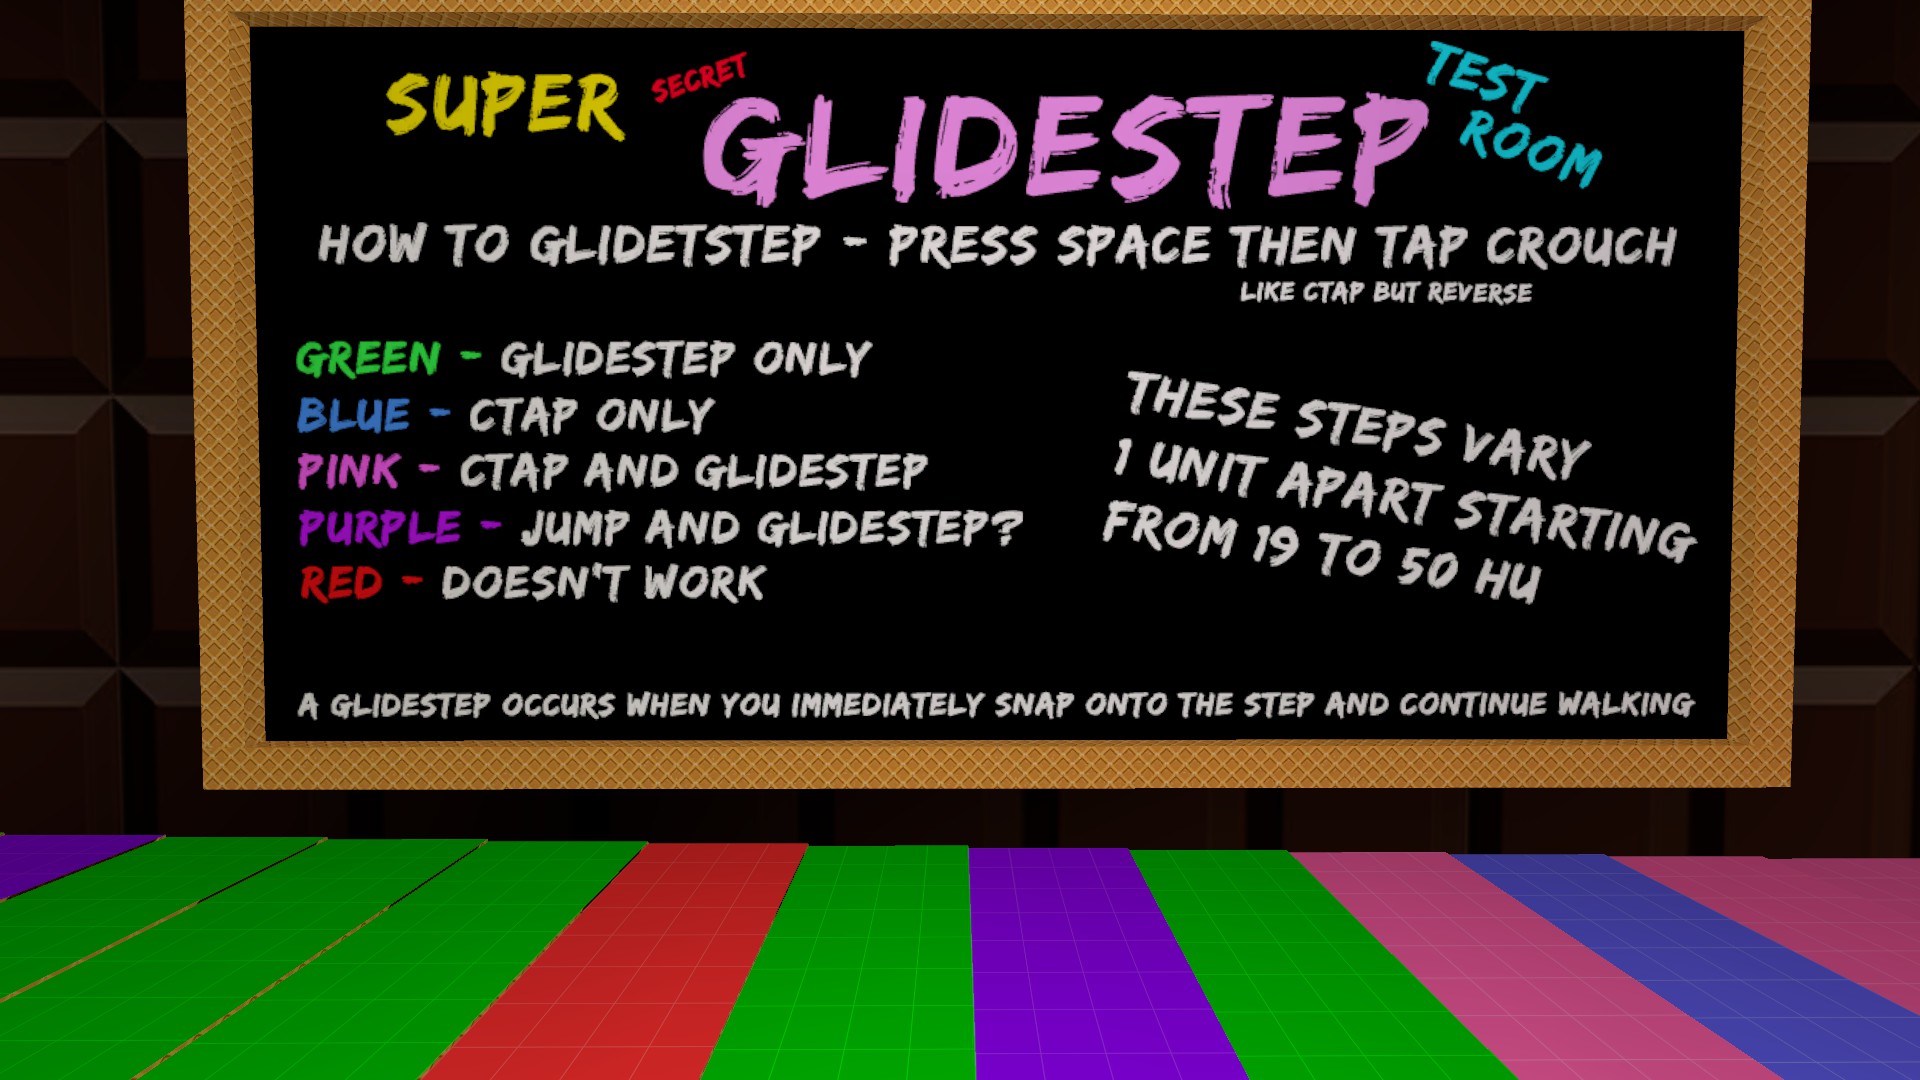 SUPER SECRET GLIDESTEP TEST ROOM
HOW TO GLIDETSTEP - PRESS SPACE THEN TAP CROUCH
LIKE CTAP BUT REVERSE
GREEN - GLIDESTEP ONLY
BLUE - CTAP ONLY
PINK - CTAP AND GLIDESTEP
PURPLE - JUMP AND GLIDESTEP?
RED - DOESN'T WORK
THESE STEPS VARY
1 UNIT APART STARTING
FROM 19 TO 50 HU
A GLIDESTEP OCCURS WHEN YOU IMMEDIATELY SNAP ONTO THE STEP AND CONTINUE WALKING